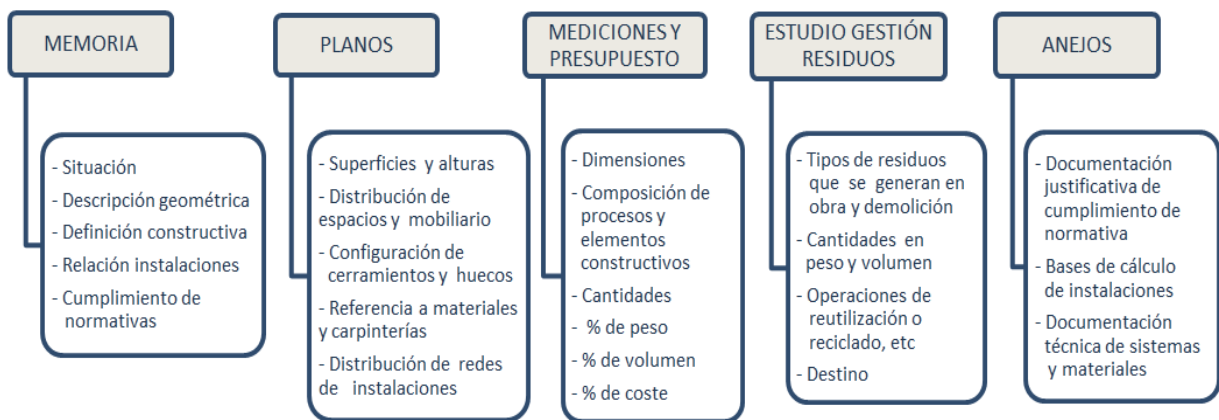 MEMORIA
- Situación
- Descripción geométrica
- Definición constructiva
- Relación instalaciones
- Cumplimiento de
normativas
PLANOS
- Superficies y alturas
- Distribución de
espacios y mobiliario
- Configuración de
cerramientos y huecos
- Referencia a materiales
y carpinterías
- Distribución de redes
de instalaciones
MEDICIONES Y
PRESUPUESTO
- Dimensiones
- Composición de
procesos y
elementos
constructivos
- Cantidades
- % de peso
- % de volumen
- % de coste
ESTUDIO GESTIÓN
RESIDUOS
- Tipos de residuos
que se generan en
obra y demolición
- Cantidades en
peso y volumen
- Operaciones de
reutilización o
reciclado, etc
- Destino
ANEJOS
- Documentación
justificativa de
cumplimiento de
normativa
- Bases de cálculo
de instalaciones
- Documentación
técnica de sistemas
y materiales